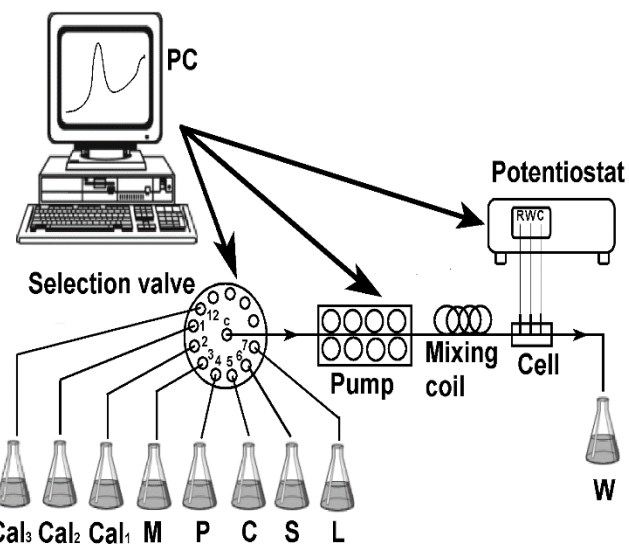 PC
Potentiostat
RWC
Selection valve
12
1
2
3
4
5
6
7
c
Pump
Mixing
coil
Cell
W
Cal₃ Cal₂ Cal₁ M P C S L